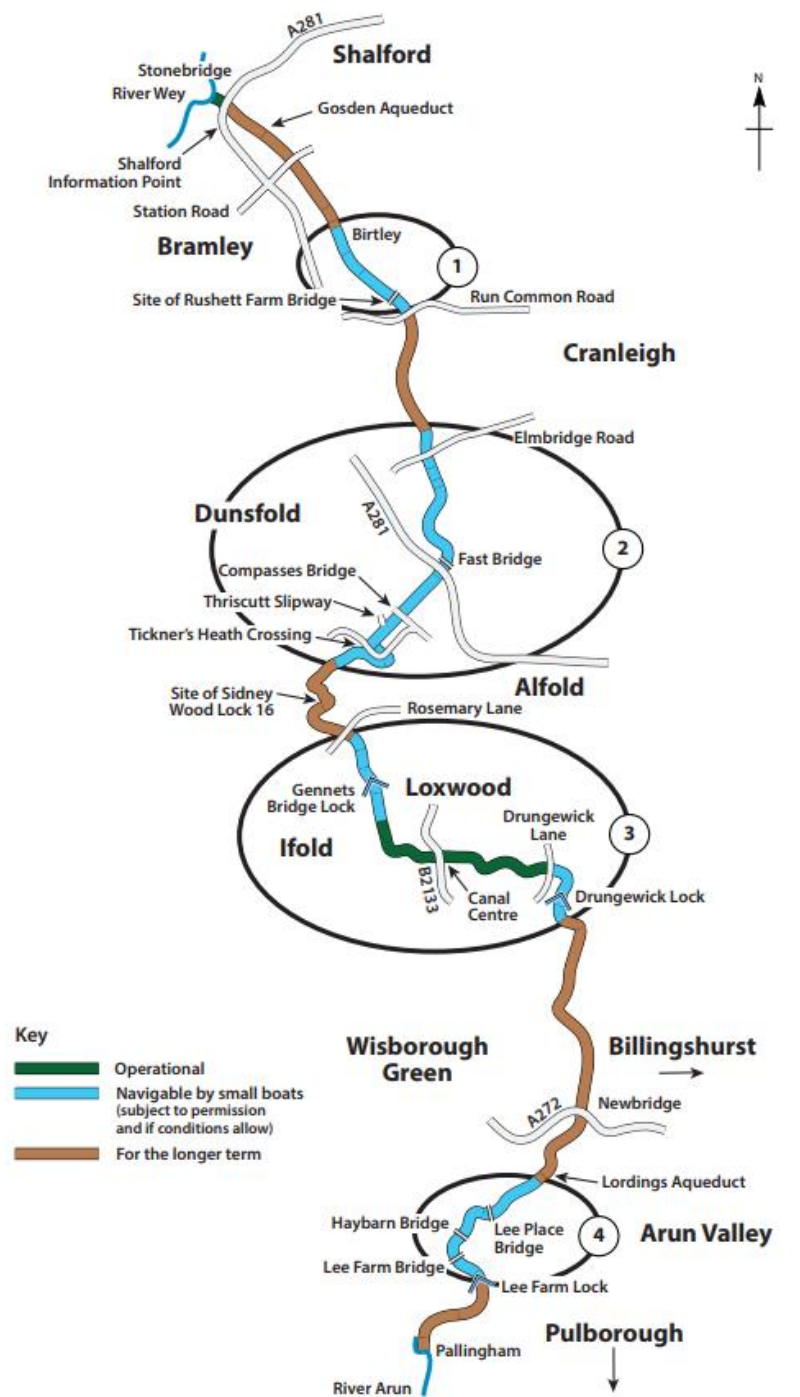 A281
Shalford
Stonebridge
River Wey
N
Gosden Aqueduct
Shalford
Information Point
Station Road
Bramley
Birtley
1
Site of Rushett Farm Bridge
Run Common Road
Cranleigh
Elmbridge Road
Dunsfold
A281
2
Fast Bridge
Compasses Bridge
Thriscutt Slipway
Tickner's Heath Crossing
Alfold
Site of Sidney
Wood Lock 16
Rosemary Lane
Gennets
Bridge Lock
Loxwood
Drungewick
Lane
3
Ifold
B2133
Canal
Centre
Drungewick Lock
Key
Operational
Navigable by small boats
(subject to permission
and if conditions allow)
For the longer term
Wisborough
Green
Billingshurst
A272
Newbridge
Lordings Aqueduct
Haybarn Bridge
Lee Place
Bridge
4
Arun Valley
Lee Farm Bridge
Lee Farm Lock
Pulborough
Pallingham
River Arun